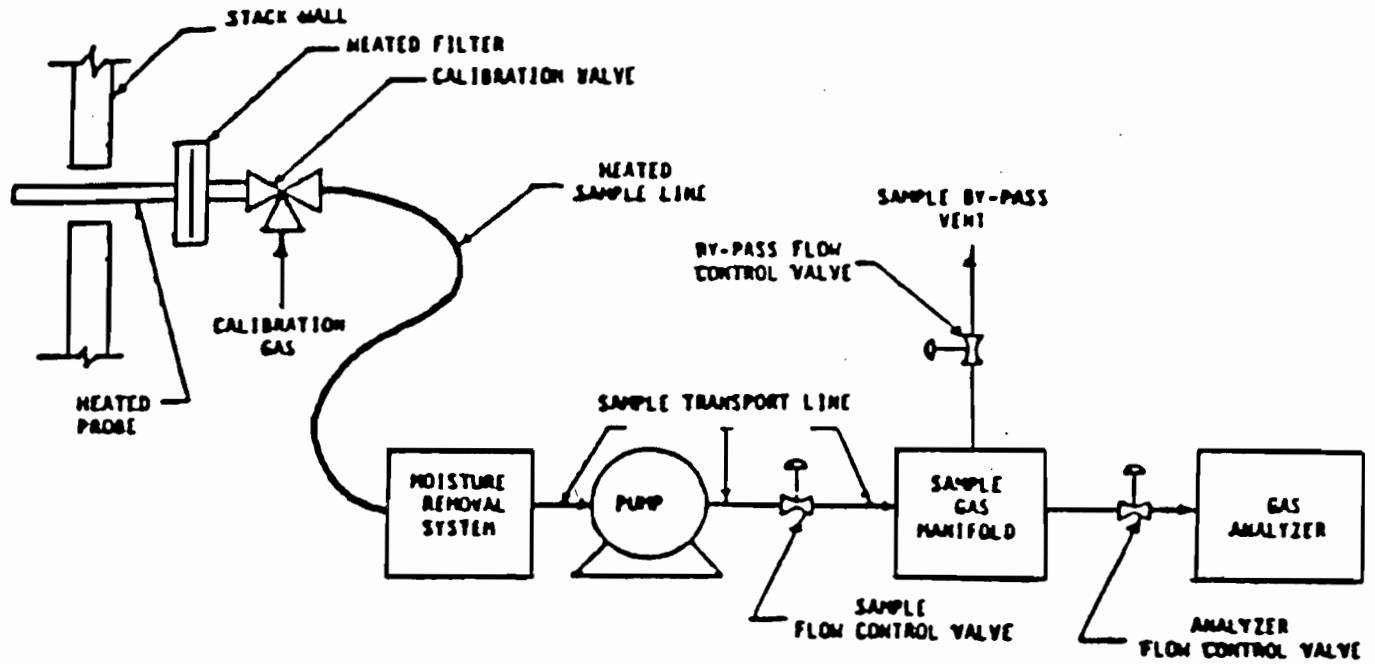 STACK WALL
HEATED FILTER
CALIBRATION VALVE
HEATED
SAMPLE LINE
SAMPLE BY-PASS
VENT
BY-PASS FLOW
CONTROL VALVE
CALIBRATION
GAS
HEATED
PROBE
SAMPLE TRANSPORT LINE
MOISTURE
REMOVAL
SYSTEM
PUMP
SAMPLE
GAS
MANIFOLD
GAS
ANALYZER
SAMPLE
FLOW CONTROL VALVE
ANALYZER
FLOW CONTROL VALVE